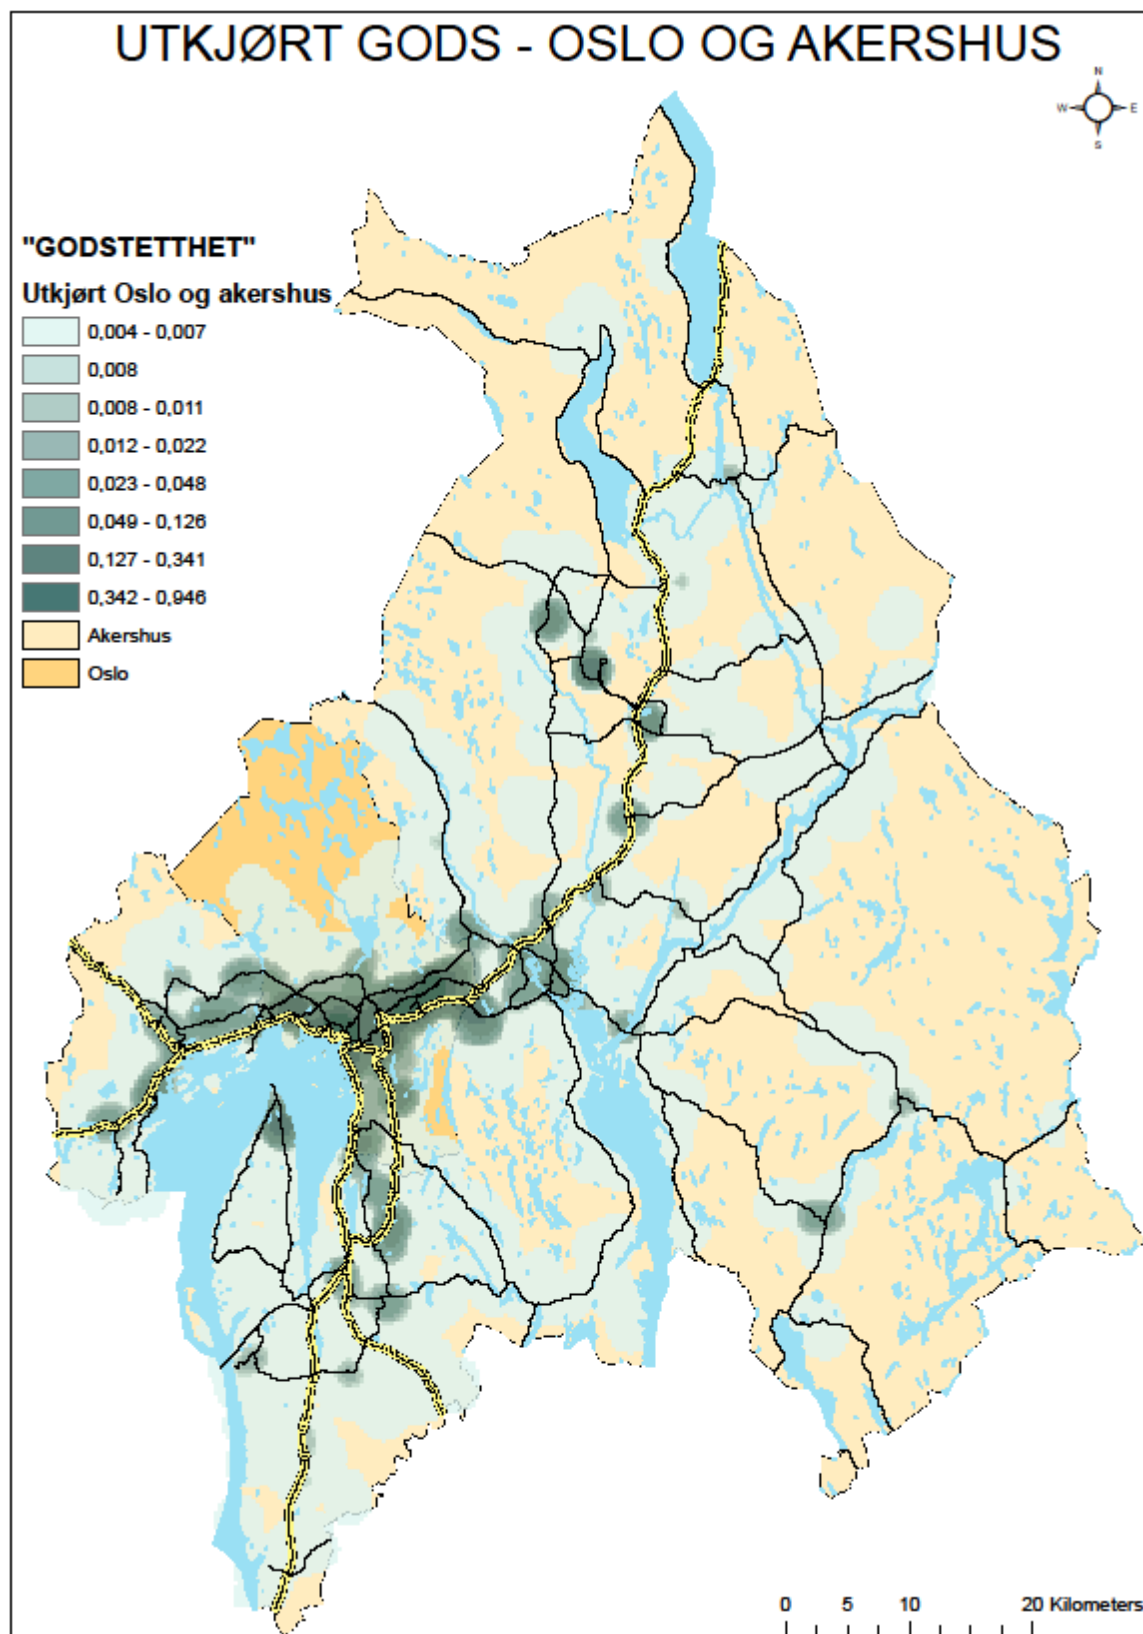 UTKJØRT GODS - OSLO OG AKERSHUS
N
W E
S
"GODSTETTHET"
Utkjørt Oslo og akershus
0,004 - 0,007
0,008
0,008 - 0,011
0,012 - 0,022
0,023 - 0,048
0,049 - 0,126
0,127 - 0,341
0,342 - 0,946
Akershus
Oslo
0 5 10 20 Kilometers